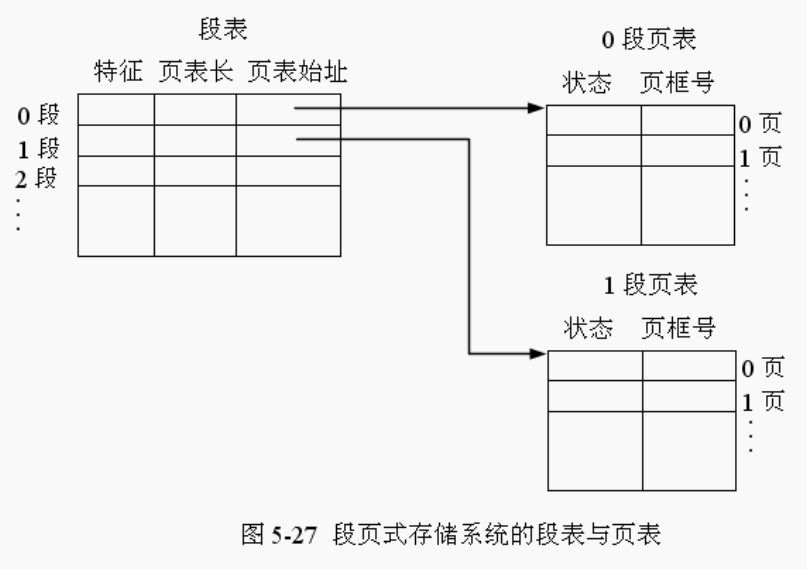 段表
特征 页表长 页表始址
0 段
1 段
2 段
0 段页表
状态 页框号
0 页
1 页
1 段页表
状态 页框号
0 页
1 页
图 5-27 段页式存储系统的段表与页表